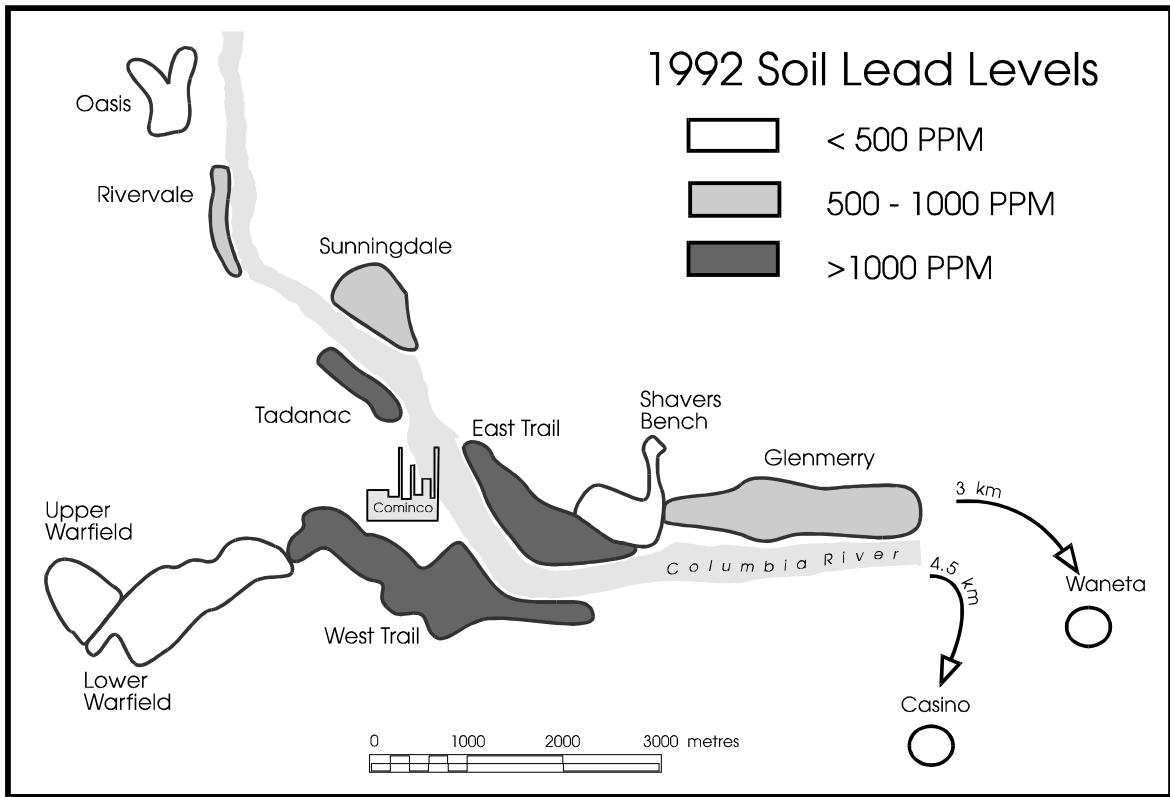 1992 Soil Lead Levels
< 500 PPM
500 - 1000 PPM
>1000 PPM
Oasis
Rivervale
Sunningdale
Tadanac
East Trail
Shavers
Bench
Glenmerry
3 km
Cominco
Upper
Warfield
Columbia River
4.5 km
Waneta
West Trail
Lower
Warfield
Casino
0 1000 2000 3000 metres